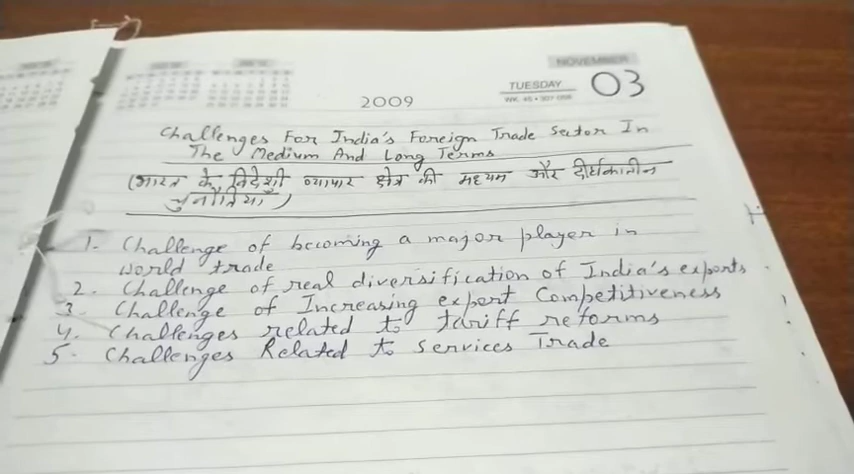 NOVEMBER
TUESDAY 03
2009
Challenges For India's Foreign Trade Sector In
The Medium And Long Terms
(भारत के विदेशी व्यापार क्षेत्र की मध्यम और दीर्घकालीन
चुनौतियां)
1. Challenge of becoming a major player in
world trade
2. Challenge of real diversification of India's exports
3. Challenge of Increasing export Competitiveness
4. Challenges related to tariff reforms
5. Challenges Related to Services Trade